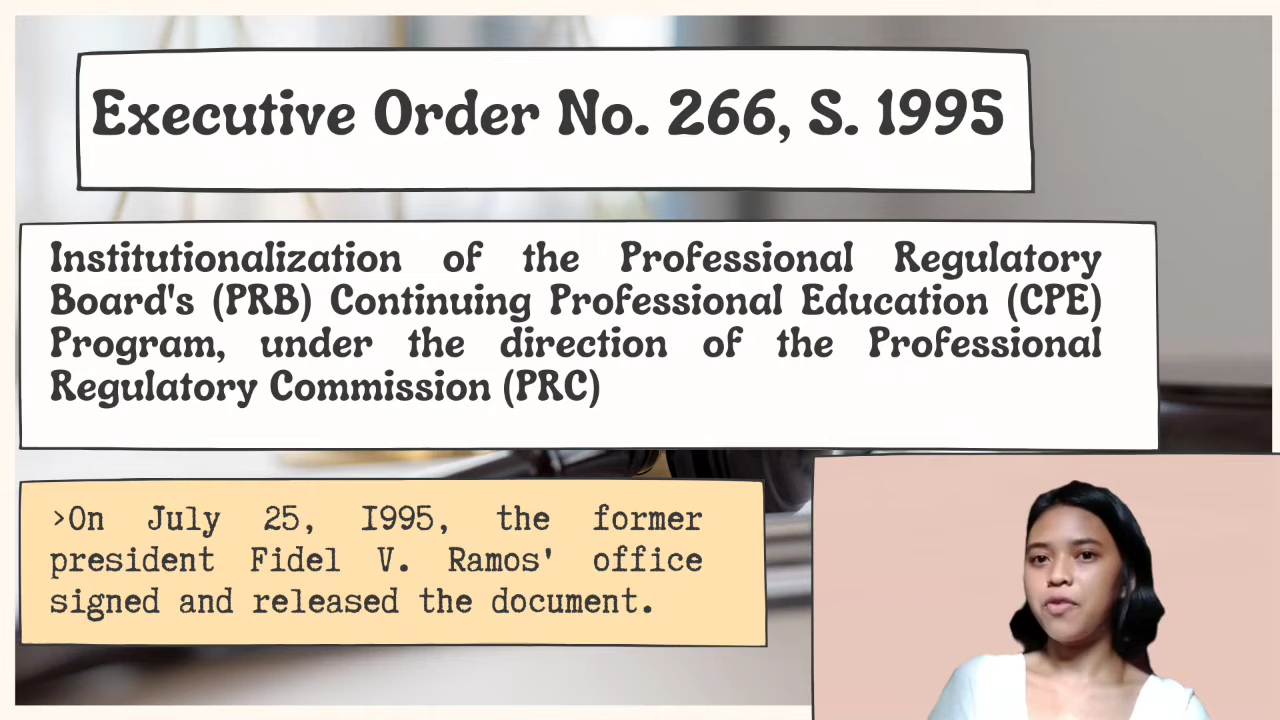 Executive Order No. 266, S. 1995
Institutionalization of the Professional Regulatory
Board's (PRB) Continuing Professional Education (CPE)
Program, under the direction of the Professional
Regulatory Commission (PRC)
>On July 25, I995, the former
president Fidel V. Ramos' office
signed and released the document.